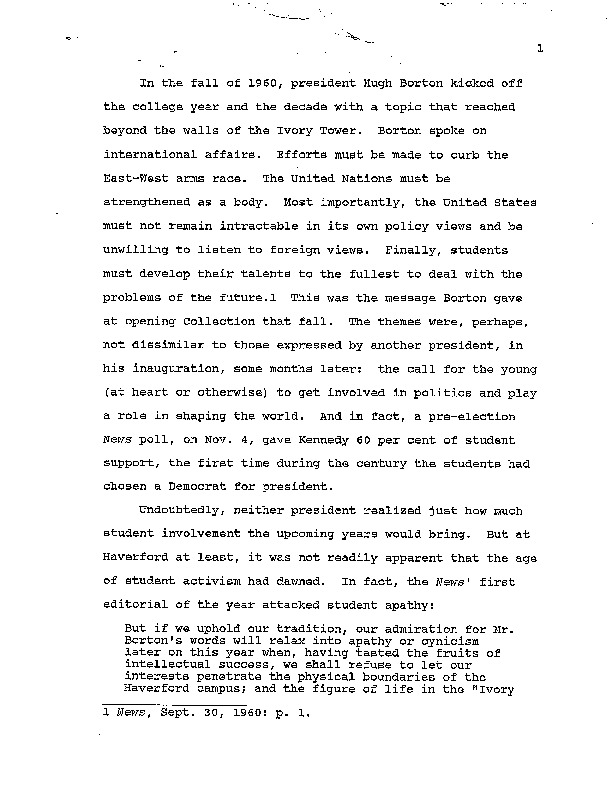 1
In the fall of 1960, president Hugh Borton kicked off
the college year and the decade with a topic that reached
beyond the walls of the Ivory Tower. Borton spoke on
international affairs. Efforts must be made to curb the
East-West arms race. The United Nations must be
strengthened as a body. Most importantly, the United States
must not remain intractable in its own policy views and be
unwilling to listen to foreign views. Finally, students
must develop their talents to the fullest to deal with the
problems of the future.1 This was the message Borton gave
at opening Collection that fall. The themes were, perhaps,
not dissimilar to those expressed by another president, in
his inauguration, some months later: the call for the young
(at heart or otherwise) to get involved in politics and play
a role in shaping the world. And in fact, a pre-election
News poll, on Nov. 4, gave Kennedy 60 per cent of student
support, the first time during the century the students had
chosen a Democrat for president.
Undoubtedly, neither president realized just how much
student involvement the upcoming years would bring. But at
Haverford at least, it was not readily apparent that the age
of student activism had dawned. In fact, the News' first
editorial of the year attacked student apathy:
But if we uphold our tradition, our admiration for Mr.
Borton's words will relax into apathy or cynicism
later on this year when, having tasted the fruits of
intellectual success, we shall refuse to let our
interests penetrate the physical boundaries of the
Haverford campus; and the figure of life in the "Ivory
1 News, Sept. 30, 1960: p. 1.